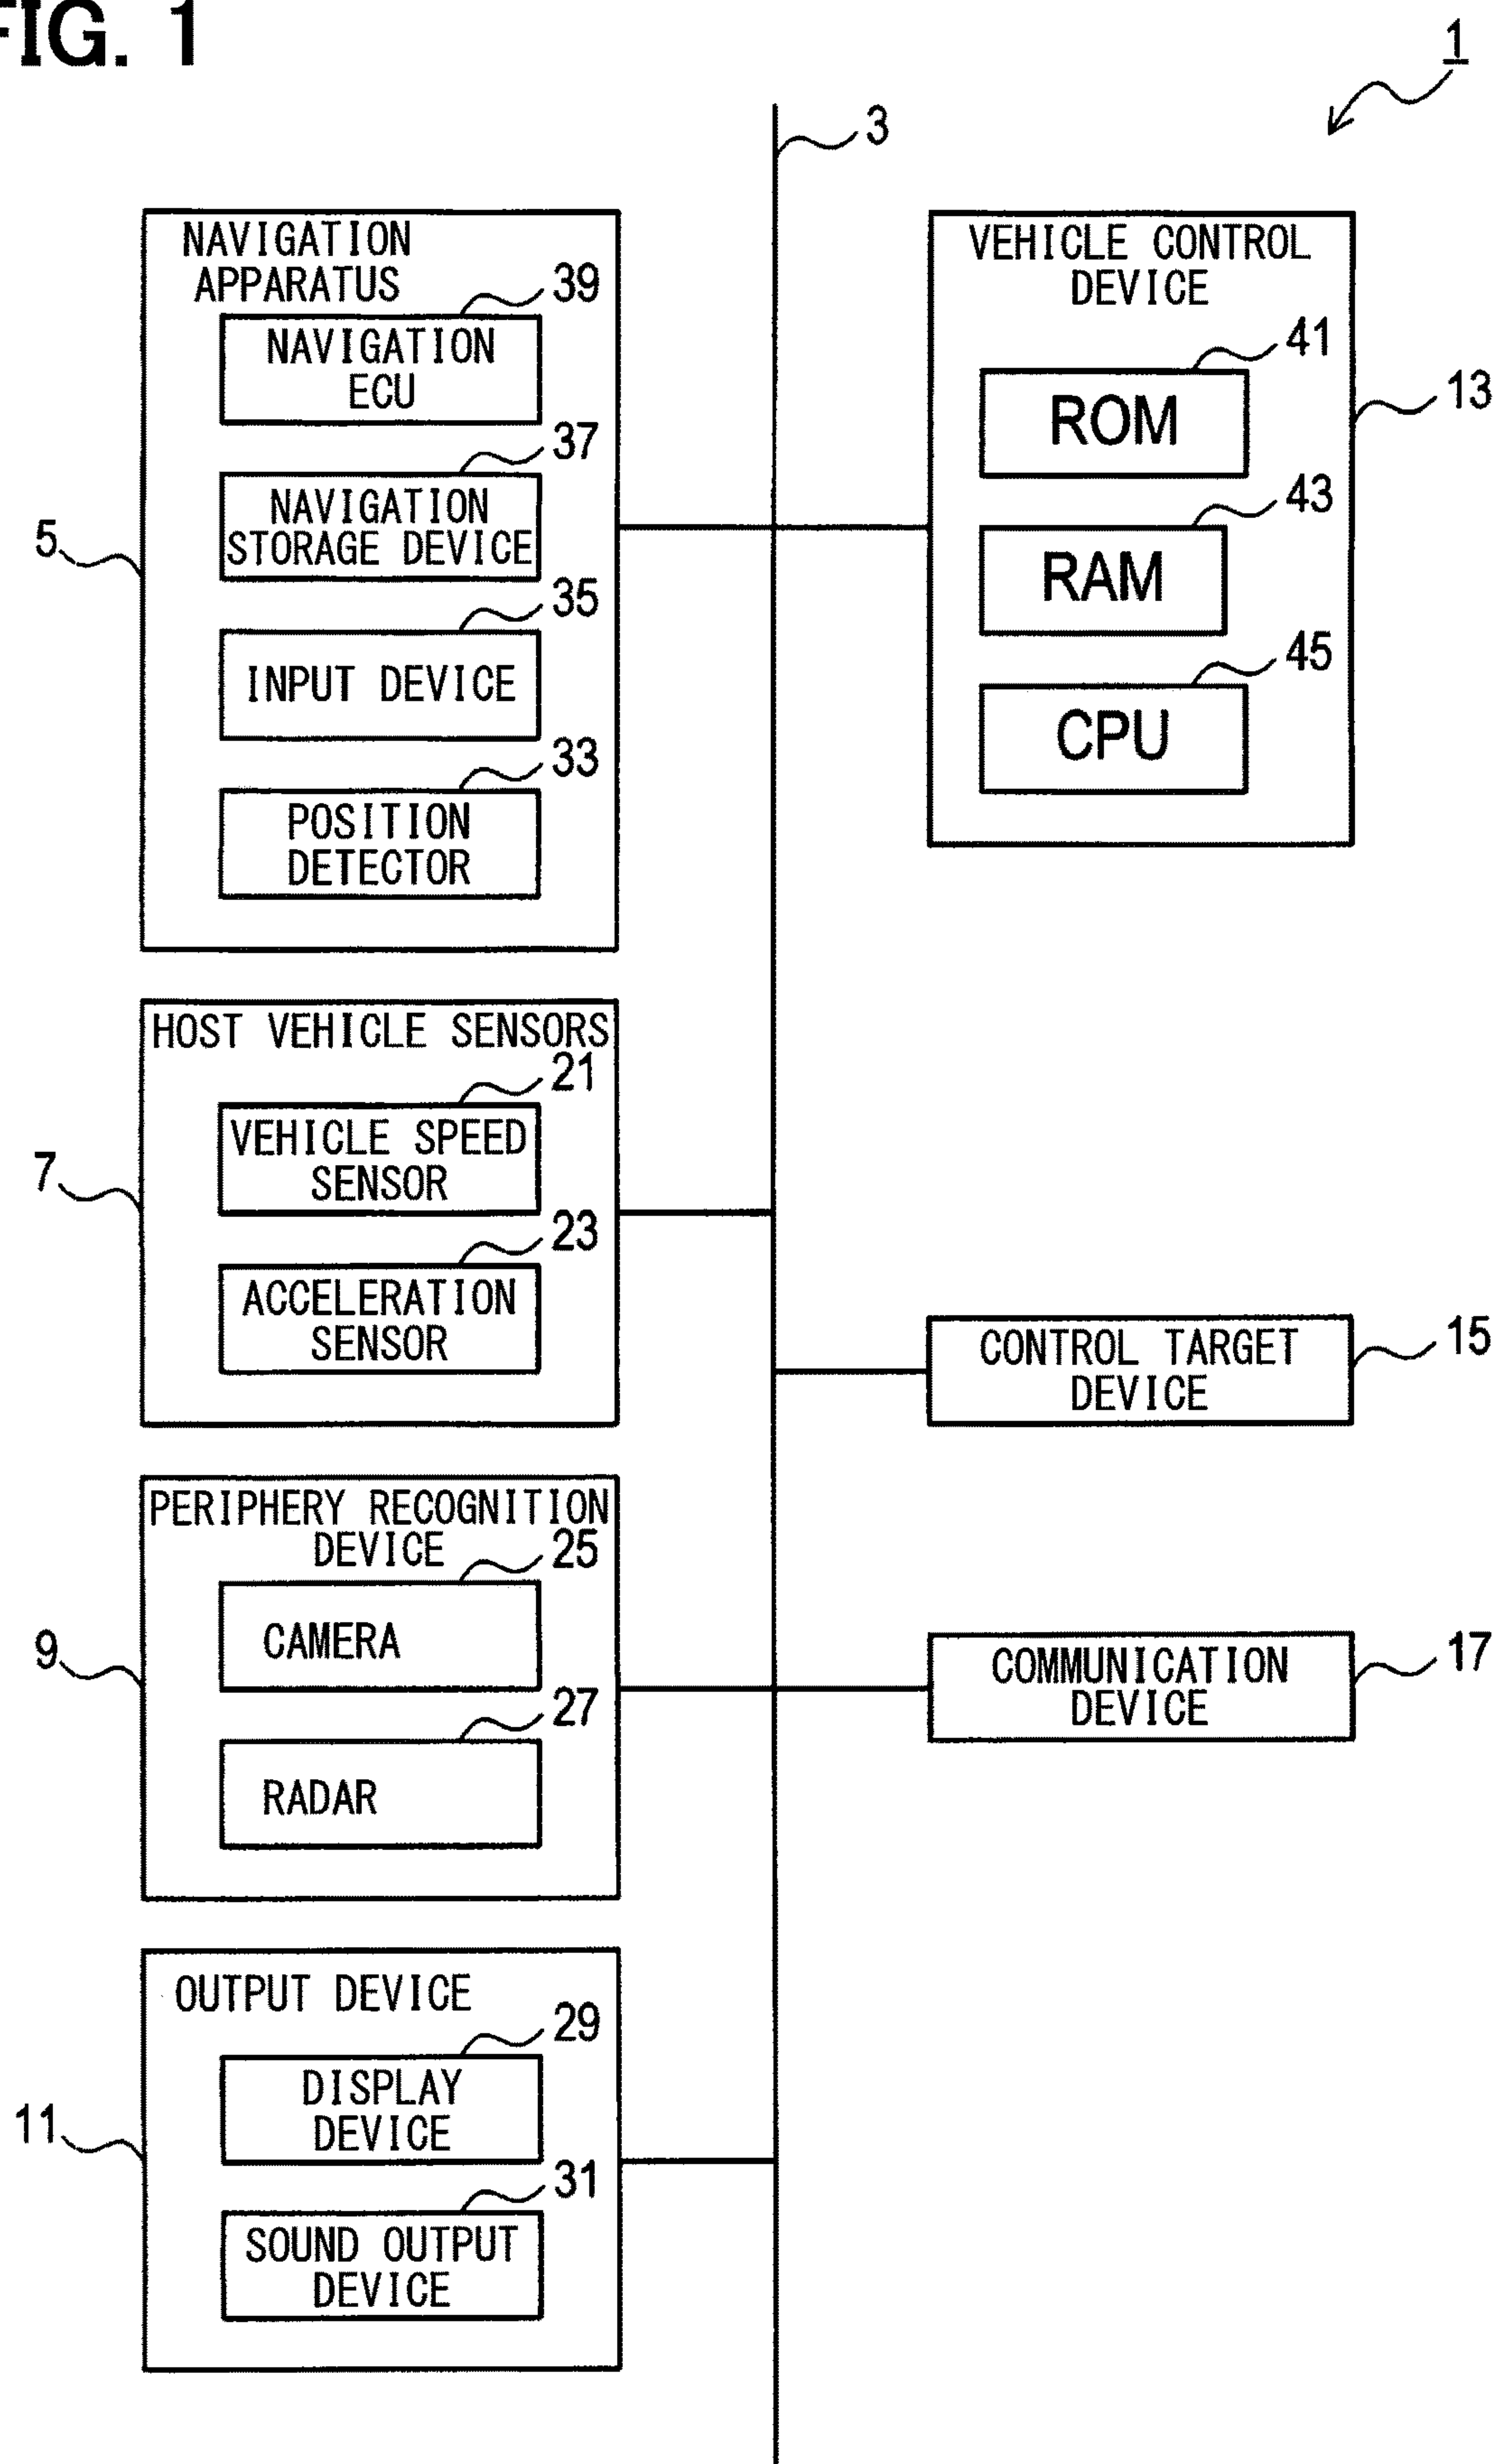 FIG. 1
1
3
NAVIGATION
APPARATUS
39
NAVIGATION
ECU
37
NAVIGATION
STORAGE DEVICE
5
35
INPUT DEVICE
33
POSITION
DETECTOR
VEHICLE CONTROL
DEVICE
41
ROM
13
43
RAM
45
CPU
HOST VEHICLE SENSORS
21
VEHICLE SPEED
SENSOR
7
23
ACCELERATION
SENSOR
CONTROL TARGET
DEVICE
15
PERIPHERY RECOGNITION
DEVICE
25
CAMERA
9
27
RADAR
COMMUNICATION
DEVICE
17
OUTPUT DEVICE
29
DISPLAY
DEVICE
11
31
SOUND OUTPUT
DEVICE